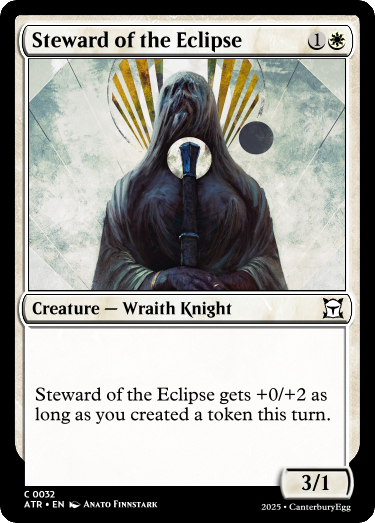 Steward of the Eclipse 1
Creature — Wraith Knight
Steward of the Eclipse gets +0/+2 as
long as you created a token this turn.
3/1
C 0032
ATR • EN Anato Finnstark
2025 • CanterburyEgg